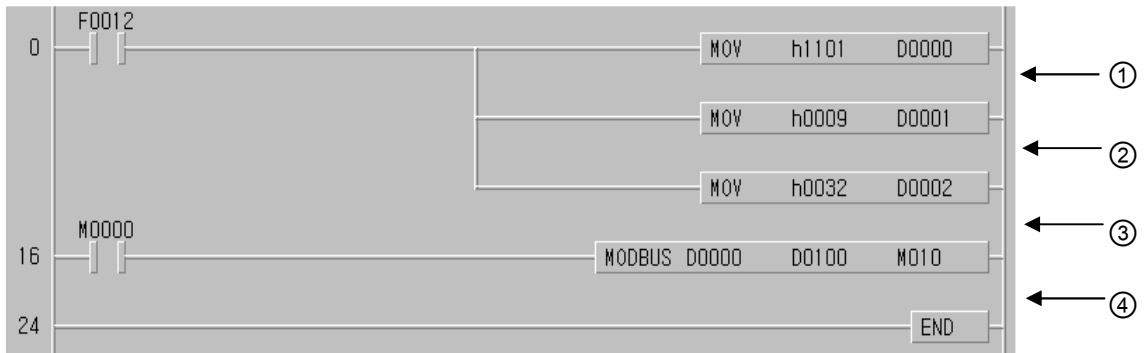 F0012
0 MOV h1101 D0000
①
MOV h0009 D0001
②
MOV h0032 D0002
③
M0000
16 MODBUS D0000 D0100 M010
④
24 END